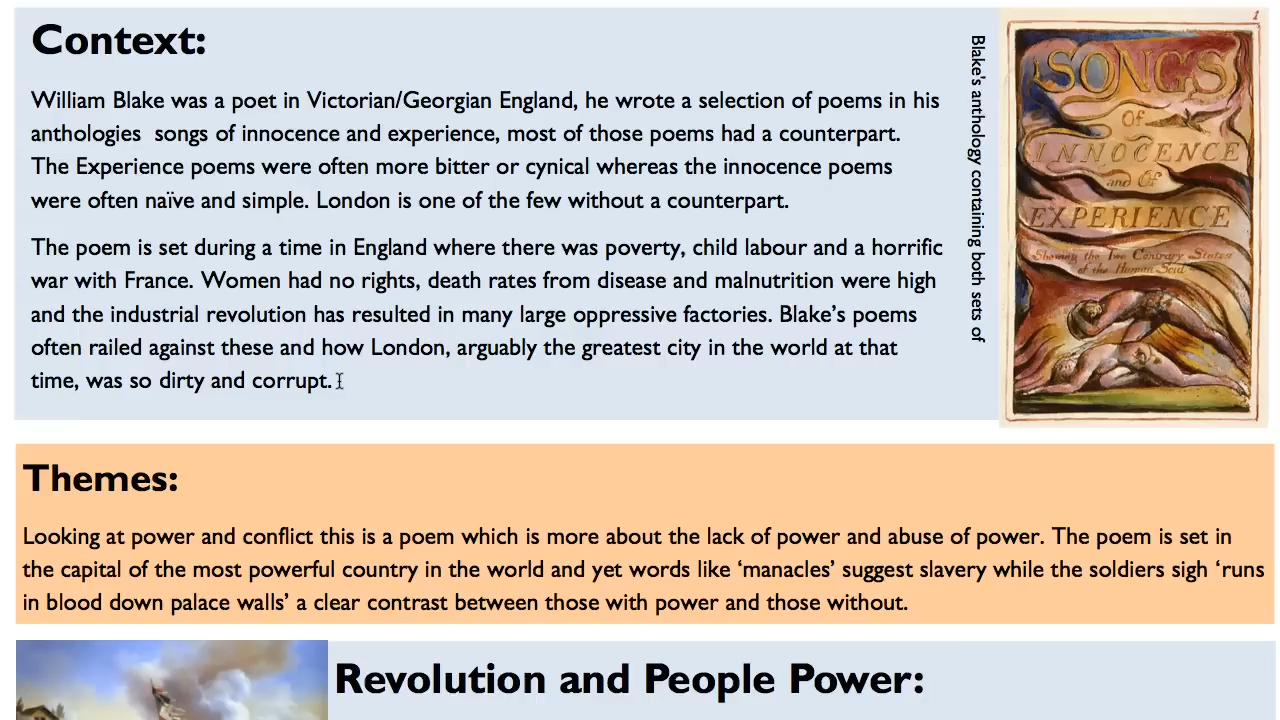 Context:
William Blake was a poet in Victorian/Georgian England, he wrote a selection of poems in his
anthologies  songs of innocence and experience, most of those poems had a counterpart.
The Experience poems were often more bitter or cynical whereas the innocence poems
were often naïve and simple. London is one of the few without a counterpart.
The poem is set during a time in England where there was poverty, child labour and a horrific
war with France. Women had no rights, death rates from disease and malnutrition were high
and the industrial revolution has resulted in many large oppressive factories. Blake's poems
often railed against these and how London, arguably the greatest city in the world at that
time, was so dirty and corrupt.
Blake's anthology containing both sets of
1
SONGS
Of
INNOCENCE
and Of
EXPERIENCE
Shewing the Two Contrary States
of the Human Soul
Themes:
Looking at power and conflict this is a poem which is more about the lack of power and abuse of power. The poem is set in
the capital of the most powerful country in the world and yet words like ‘manacles’ suggest slavery while the soldiers sigh ‘runs
in blood down palace walls’ a clear contrast between those with power and those without.
Revolution and People Power: